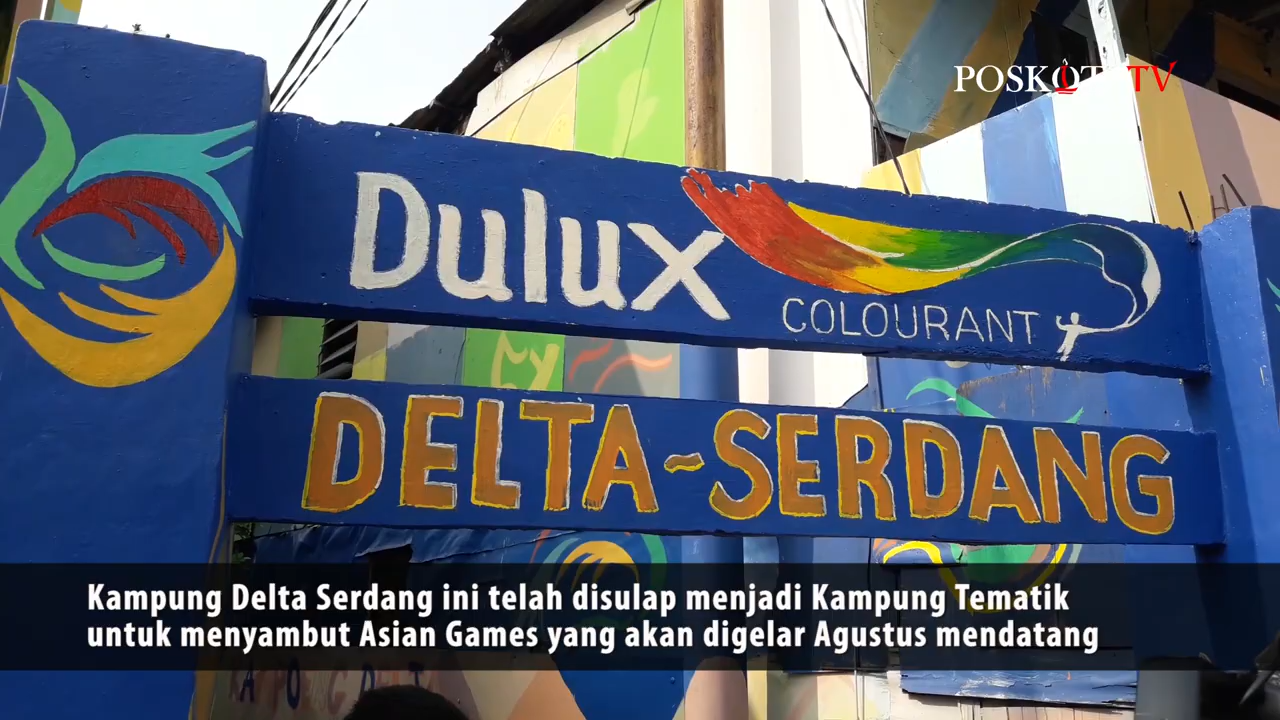 POSKOTA TV
Dulux
COLOURANT
DELTA~SERDANG
Kampung Delta Serdang ini telah disulap menjadi Kampung Tematik
untuk menyambut Asian Games yang akan digelar Agustus mendatang